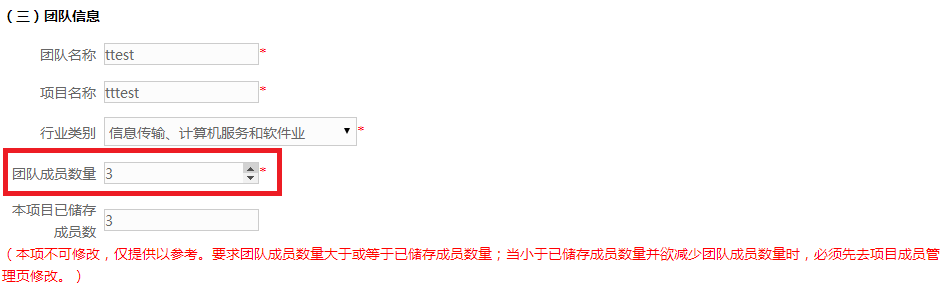 （三）团队信息
团队名称 ttest *
项目名称 tttest *
行业类别 信息传输、计算机服务和软件业 *
团队成员数量 3 *
本项目已储存
成员数 3
（本项不可修改，仅提供以参考。要求团队成员数量大于或等于已储存成员数量；当小于已储存成员数量并欲减少团队成员数量时，必须先去项目成员管
理页修改。）